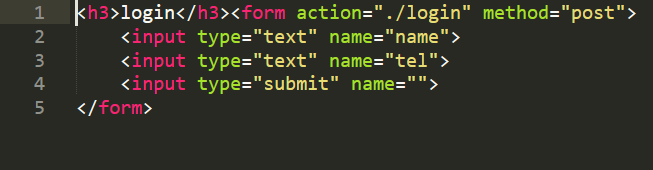 1 <h3>login</h3><form action="./login" method="post">
2 <input type="text" name="name">
3 <input type="text" name="tel">
4 <input type="submit" name="">
5 </form>